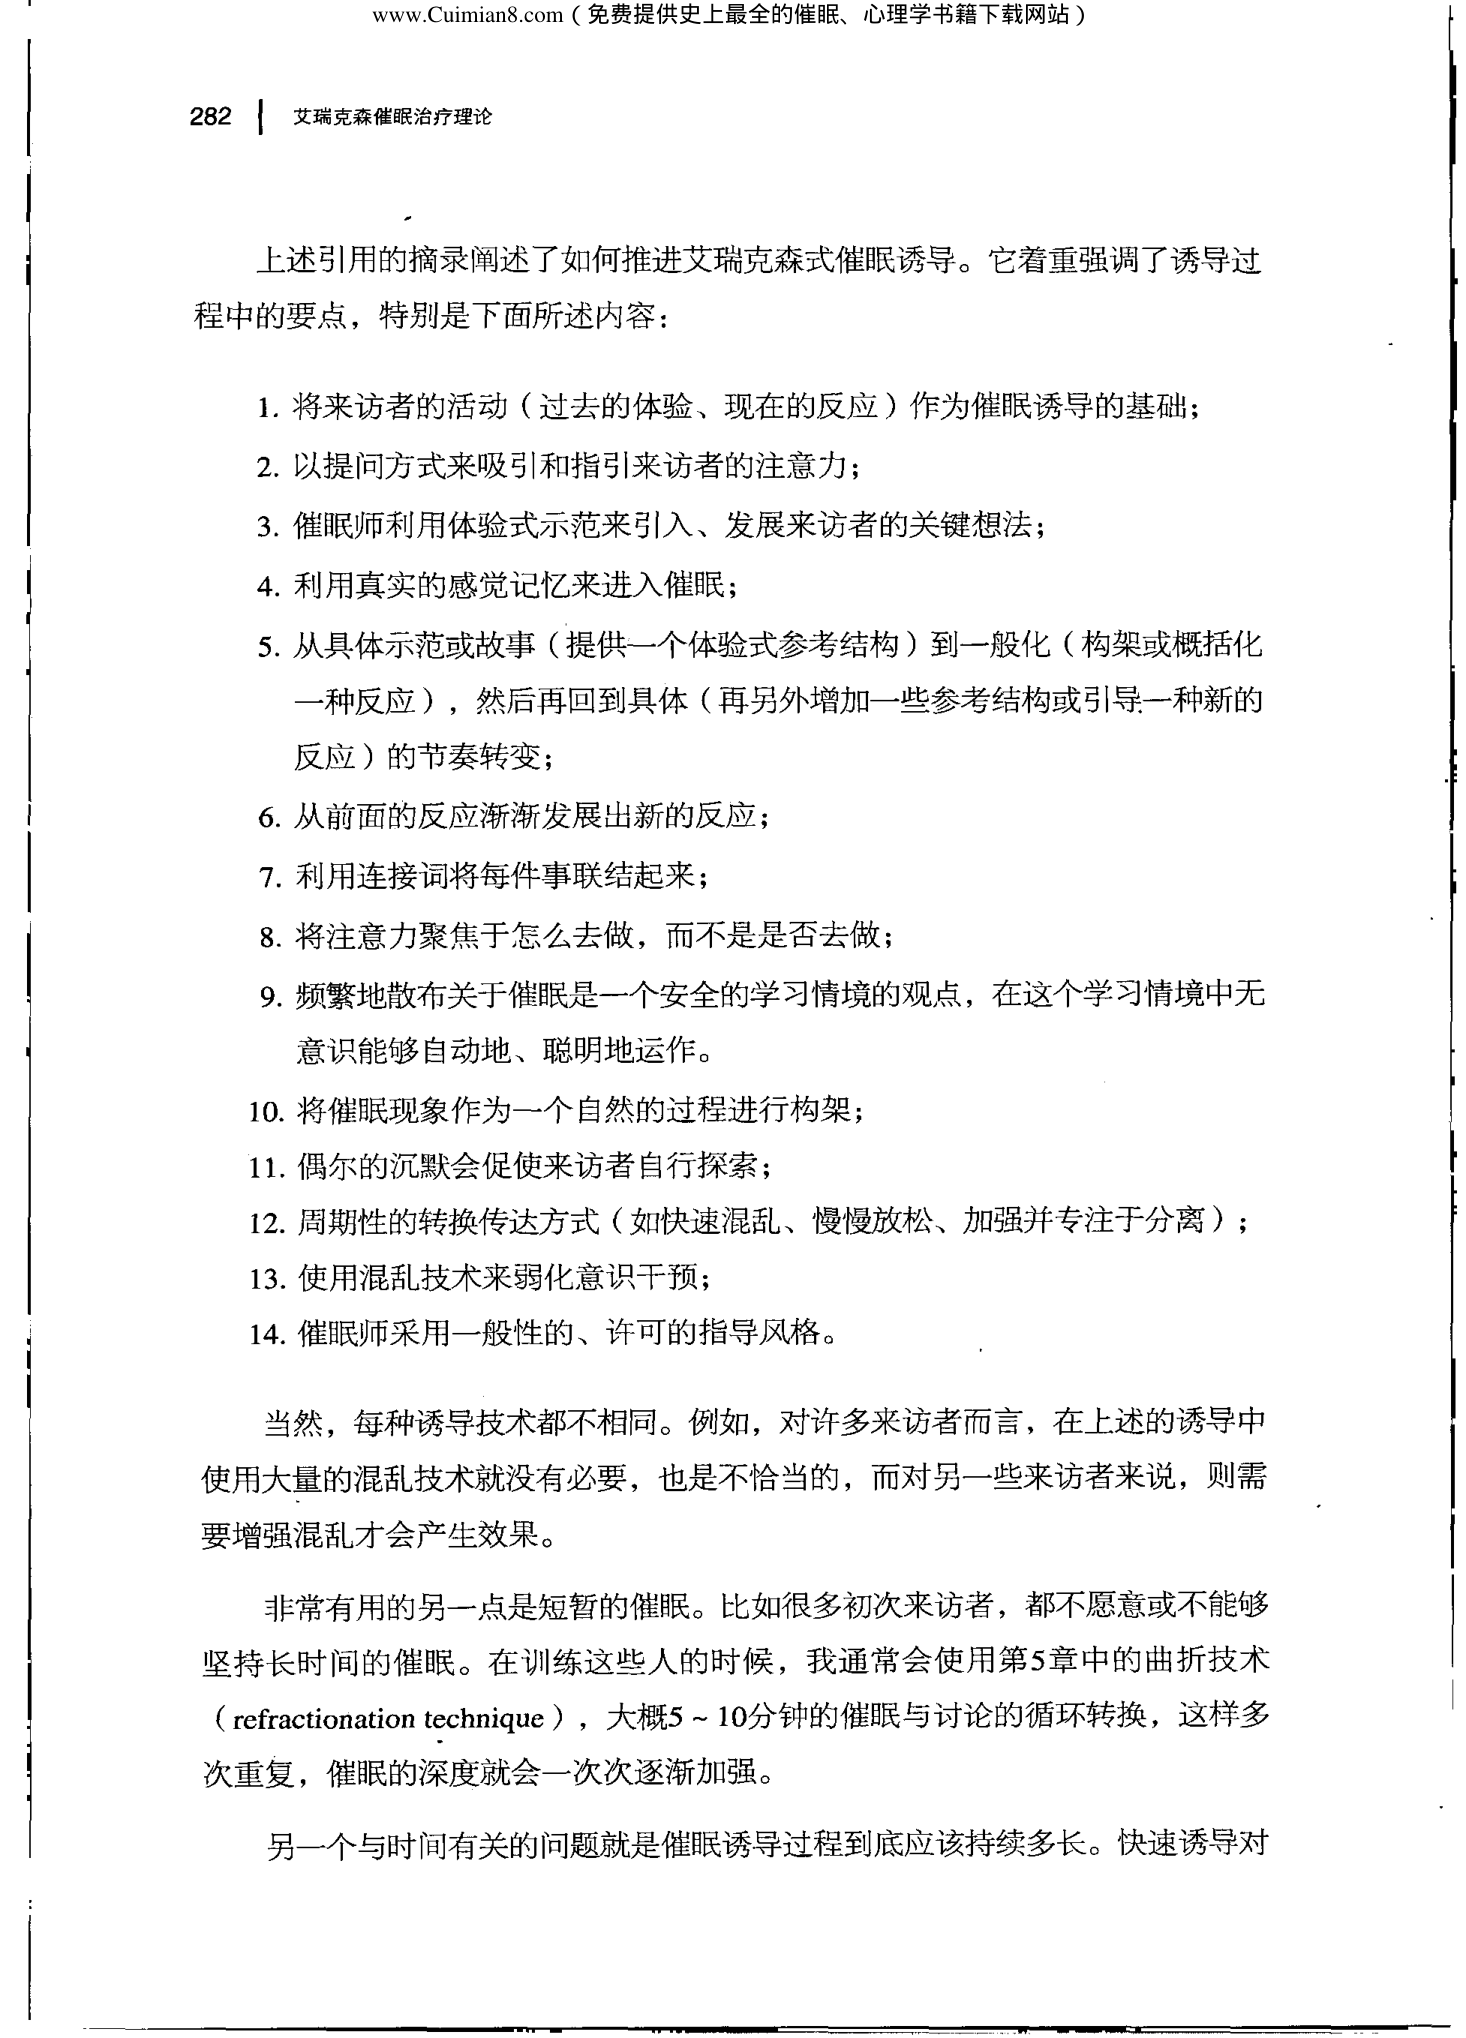 www.Cuimian8.com（免费提供史上最全的催眠、心理学书籍下载网站）
282 艾瑞克森催眠治疗理论
上述引用的摘录阐述了如何推进艾瑞克森式催眠诱导。它着重强调了诱导过
程中的要点，特别是下面所述内容：
1. 将来访者的活动（过去的体验、现在的反应）作为催眠诱导的基础；
2. 以提问方式来吸引和指引来访者的注意力；
3. 催眠师利用体验式示范来引入、发展来访者的关键想法；
4. 利用真实的感觉记忆来进入催眠；
5. 从具体示范或故事（提供一个体验式参考结构）到一般化（构架或概括化
一种反应），然后再回到具体（再另外增加一些参考结构或引导一种新的
反应）的节奏转变；
6. 从前面的反应渐渐发展出新的反应；
7. 利用连接词将每件事联结起来；
8. 将注意力聚焦于怎么去做，而不是是否去做；
9. 频繁地散布关于催眠是一个安全的学习情境的观点，在这个学习情境中无
意识能够自动地、聪明地运作。
10. 将催眠现象作为一个自然的过程进行构架；
11. 偶尔的沉默会促使来访者自行探索；
12. 周期性的转换传达方式（如快速混乱、慢慢放松、加强并专注于分离）；
13. 使用混乱技术来弱化意识干预；
14. 催眠师采用一般性的、许可的指导风格。
当然，每种诱导技术都不相同。例如，对许多来访者而言，在上述的诱导中
使用大量的混乱技术就没有必要，也是不恰当的，而对另一些来访者来说，则需
要增强混乱才会产生效果。
非常有用的另一点是短暂的催眠。比如很多初次来访者，都不愿意或不能够
坚持长时间的催眠。在训练这些人的时候，我通常会使用第5章中的曲折技术
（refractionation technique），大概5 ~ 10分钟的催眠与讨论的循环转换，这样多
次重复，催眠的深度就会一次次逐渐加强。
另一个与时间有关的问题就是催眠诱导过程到底应该持续多长。快速诱导对